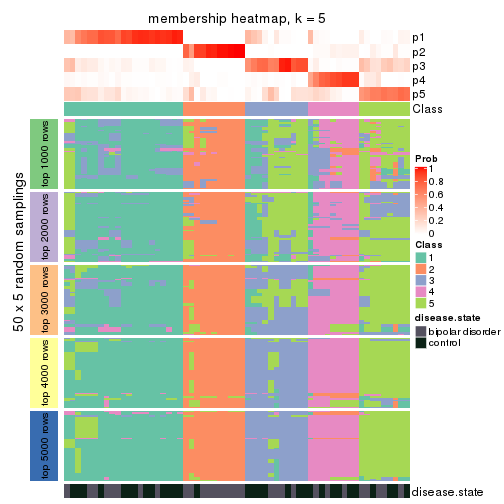 membership heatmap, k = 5
p1
p2
p3
p4
p5
Class
50 x 5 random samplings
top 1000 rows
top 2000 rows
top 3000 rows
top 4000 rows
top 5000 rows
Prob
1
0.8
0.6
0.4
0.2
0
Class
1
2
3
4
5
disease.state
bipolar disorder
control
disease.state